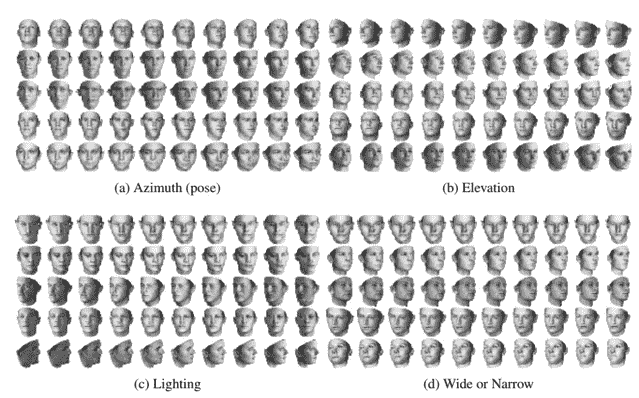 (a) Azimuth (pose)
(b) Elevation
(c) Lighting
(d) Wide or Narrow